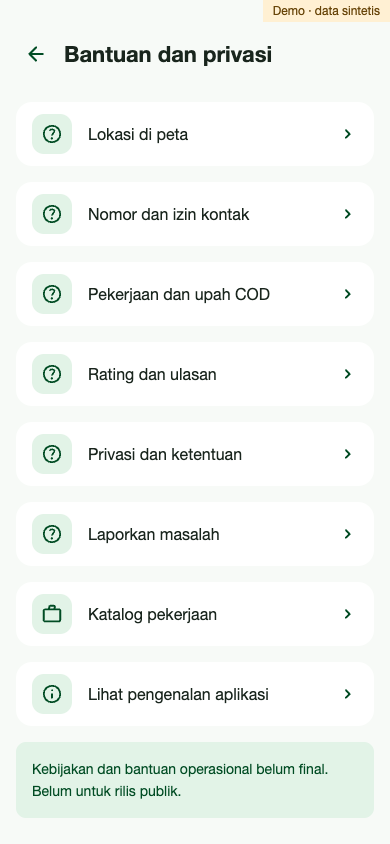 Demo · data sintetis
Bantuan dan privasi
Lokasi di peta
Nomor dan izin kontak
Pekerjaan dan upah COD
Rating dan ulasan
Privasi dan ketentuan
Laporkan masalah
Katalog pekerjaan
Lihat pengenalan aplikasi
Kebijakan dan bantuan operasional belum final.
Belum untuk rilis publik.